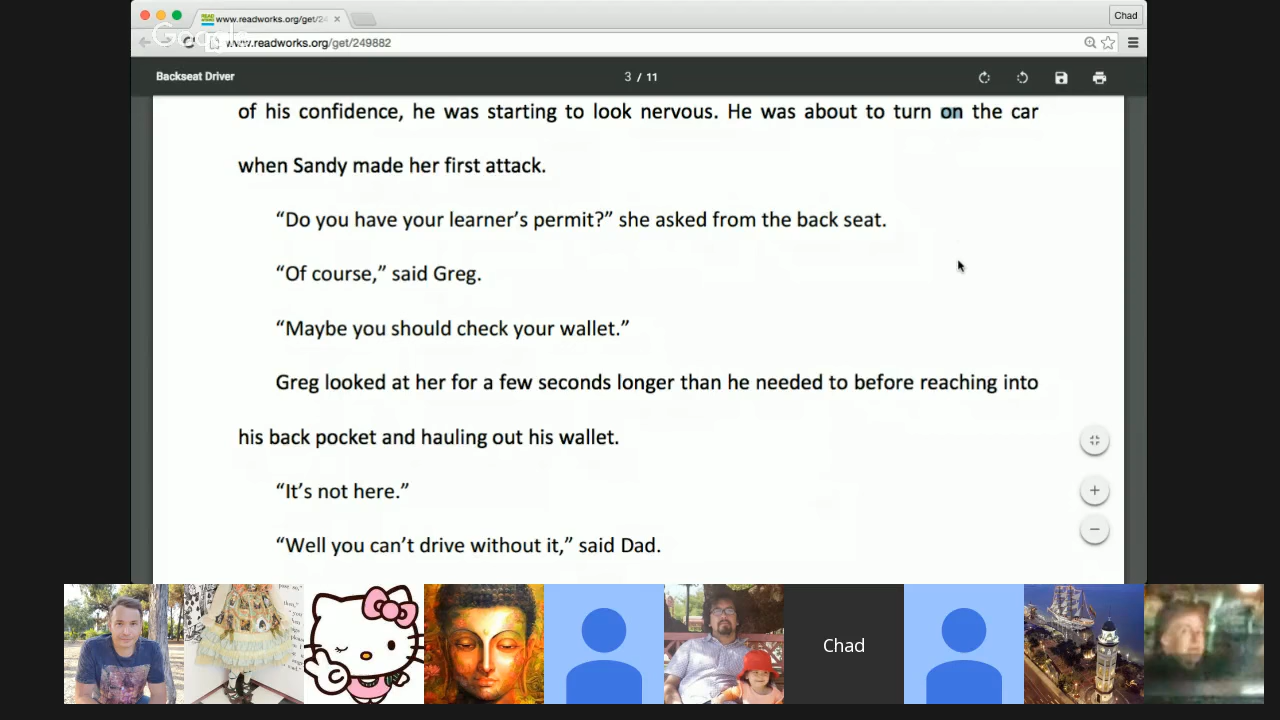 www.readworks.org/get/24
Chad
Google
www.readworks.org/get/249882
Backseat Driver
3 / 11
of his confidence, he was starting to look nervous. He was about to turn on the car
when Sandy made her first attack.
“Do you have your learner’s permit?” she asked from the back seat.
“Of course,” said Greg.
“Maybe you should check your wallet.”
Greg looked at her for a few seconds longer than he needed to before reaching into
his back pocket and hauling out his wallet.
“It’s not here.”
“Well you can’t drive without it,” said Dad.
Chad